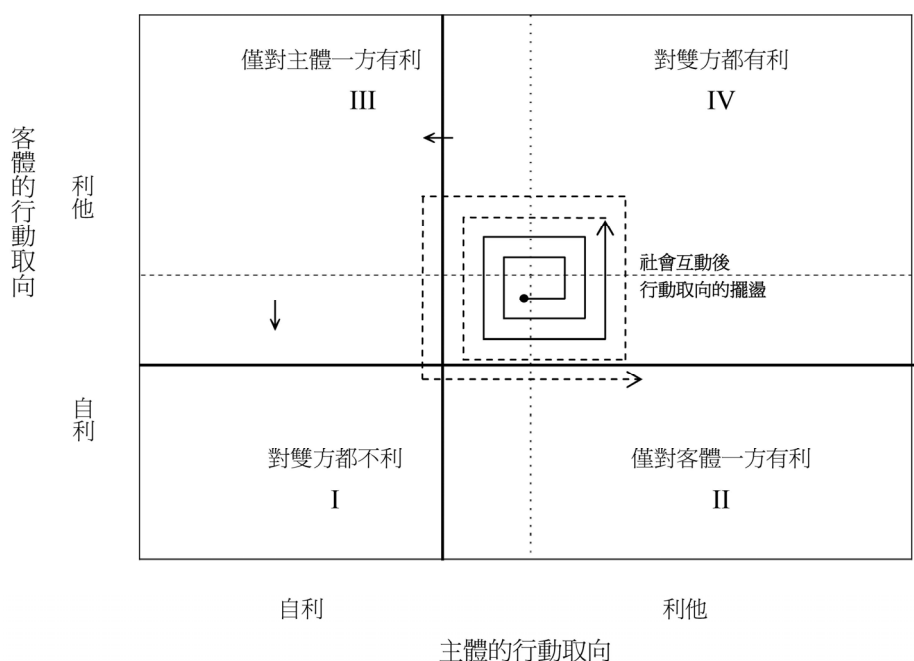 僅對主體一方有利
III
對雙方都有利
IV
客體的行動取向
利他
自利
社會互動後
行動取向的擺盪
對雙方都不利
I
僅對客體一方有利
II
自利
利他
主體的行動取向